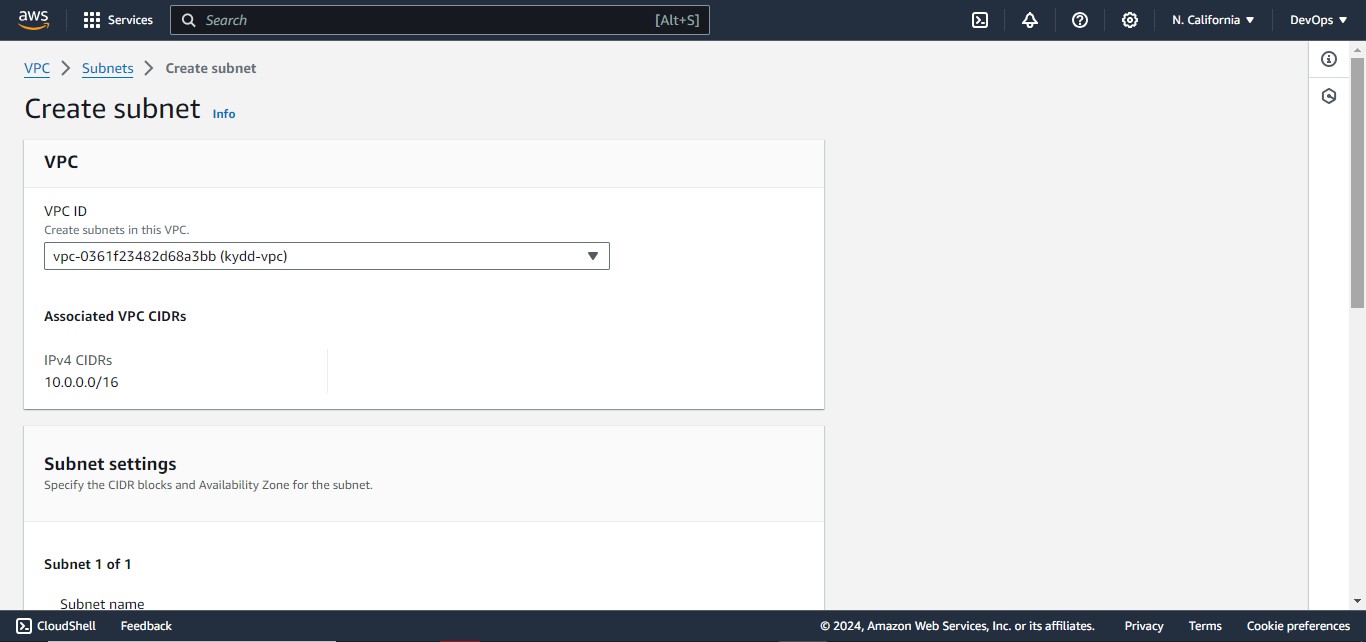 aws Services Search [Alt+S] N. California DevOps
VPC Subnets Create subnet
Create subnet Info
VPC
VPC ID
Create subnets in this VPC.
vpc-0361f23482d68a3bb (kydd-vpc)
Associated VPC CIDRs
IPv4 CIDRs
10.0.0.0/16
Subnet settings
Specify the CIDR blocks and Availability Zone for the subnet.
Subnet 1 of 1
Subnet name
CloudShell Feedback © 2024, Amazon Web Services, Inc. or its affiliates. Privacy Terms Cookie preferences